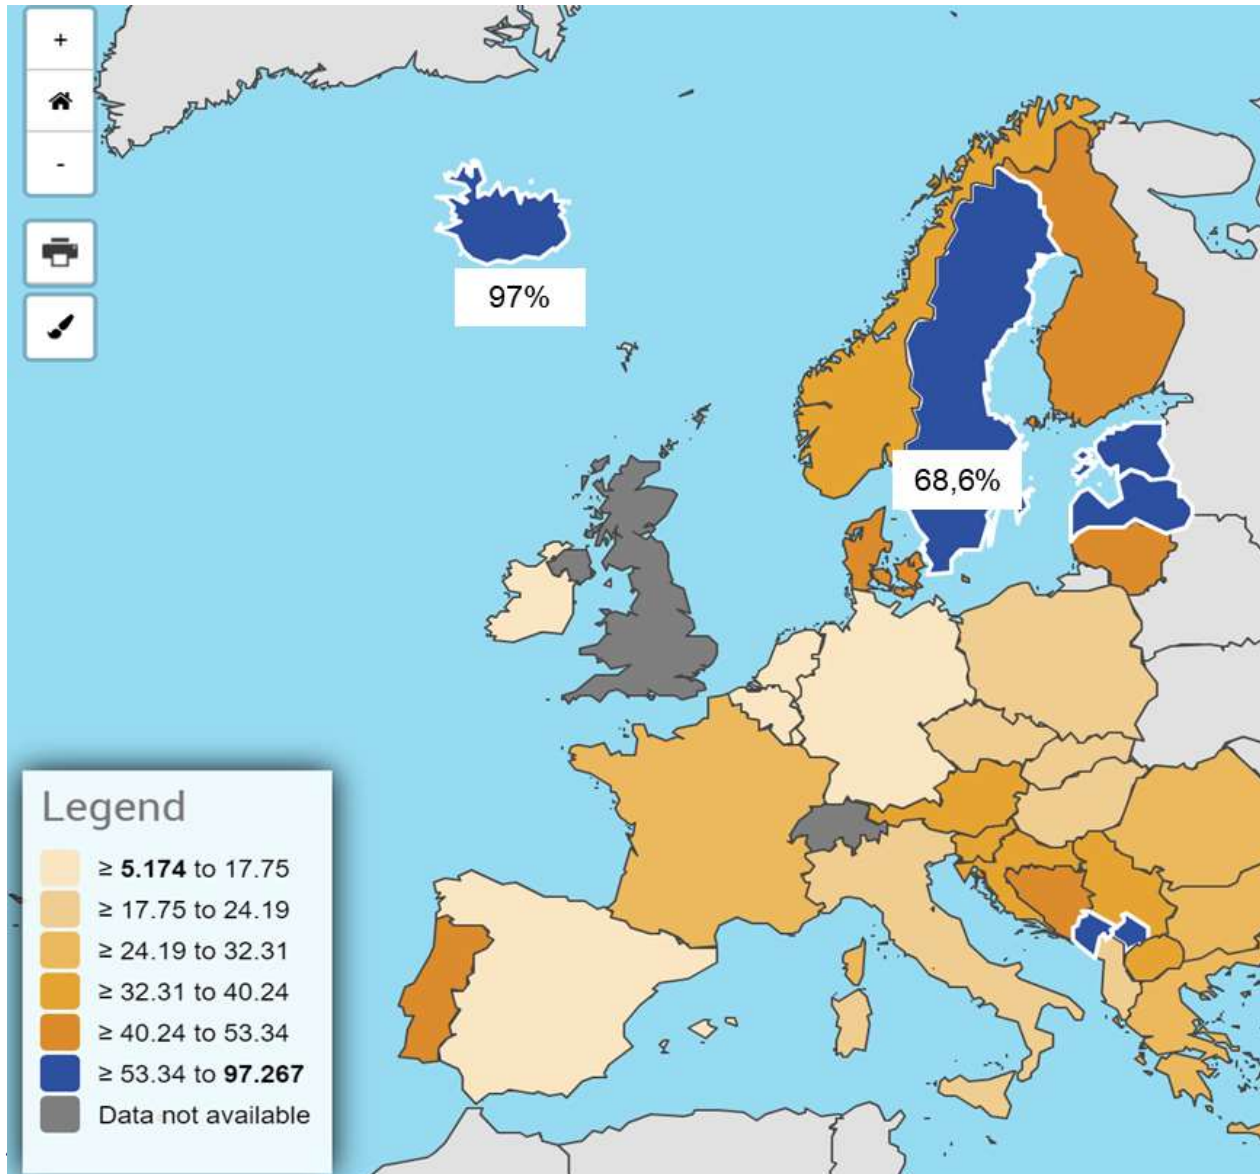 +
-
97%
68,6%
Legend
≥ 5.174 to 17.75
≥ 17.75 to 24.19
≥ 24.19 to 32.31
≥ 32.31 to 40.24
≥ 40.24 to 53.34
≥ 53.34 to 97.267
Data not available